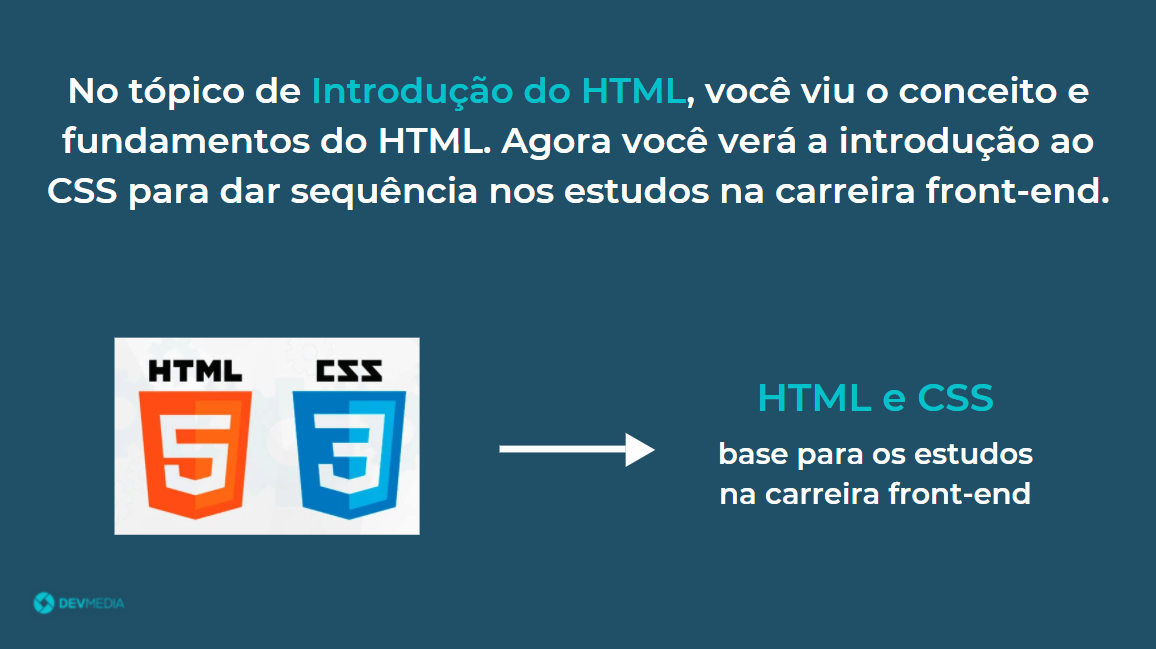 No tópico de Introdução do HTML, você viu o conceito e
fundamentos do HTML. Agora você verá a introdução ao
CSS para dar sequência nos estudos na carreira front-end.
HTML CSS
5 3
HTML e CSS
base para os estudos
na carreira front-end
DEVMEDIA